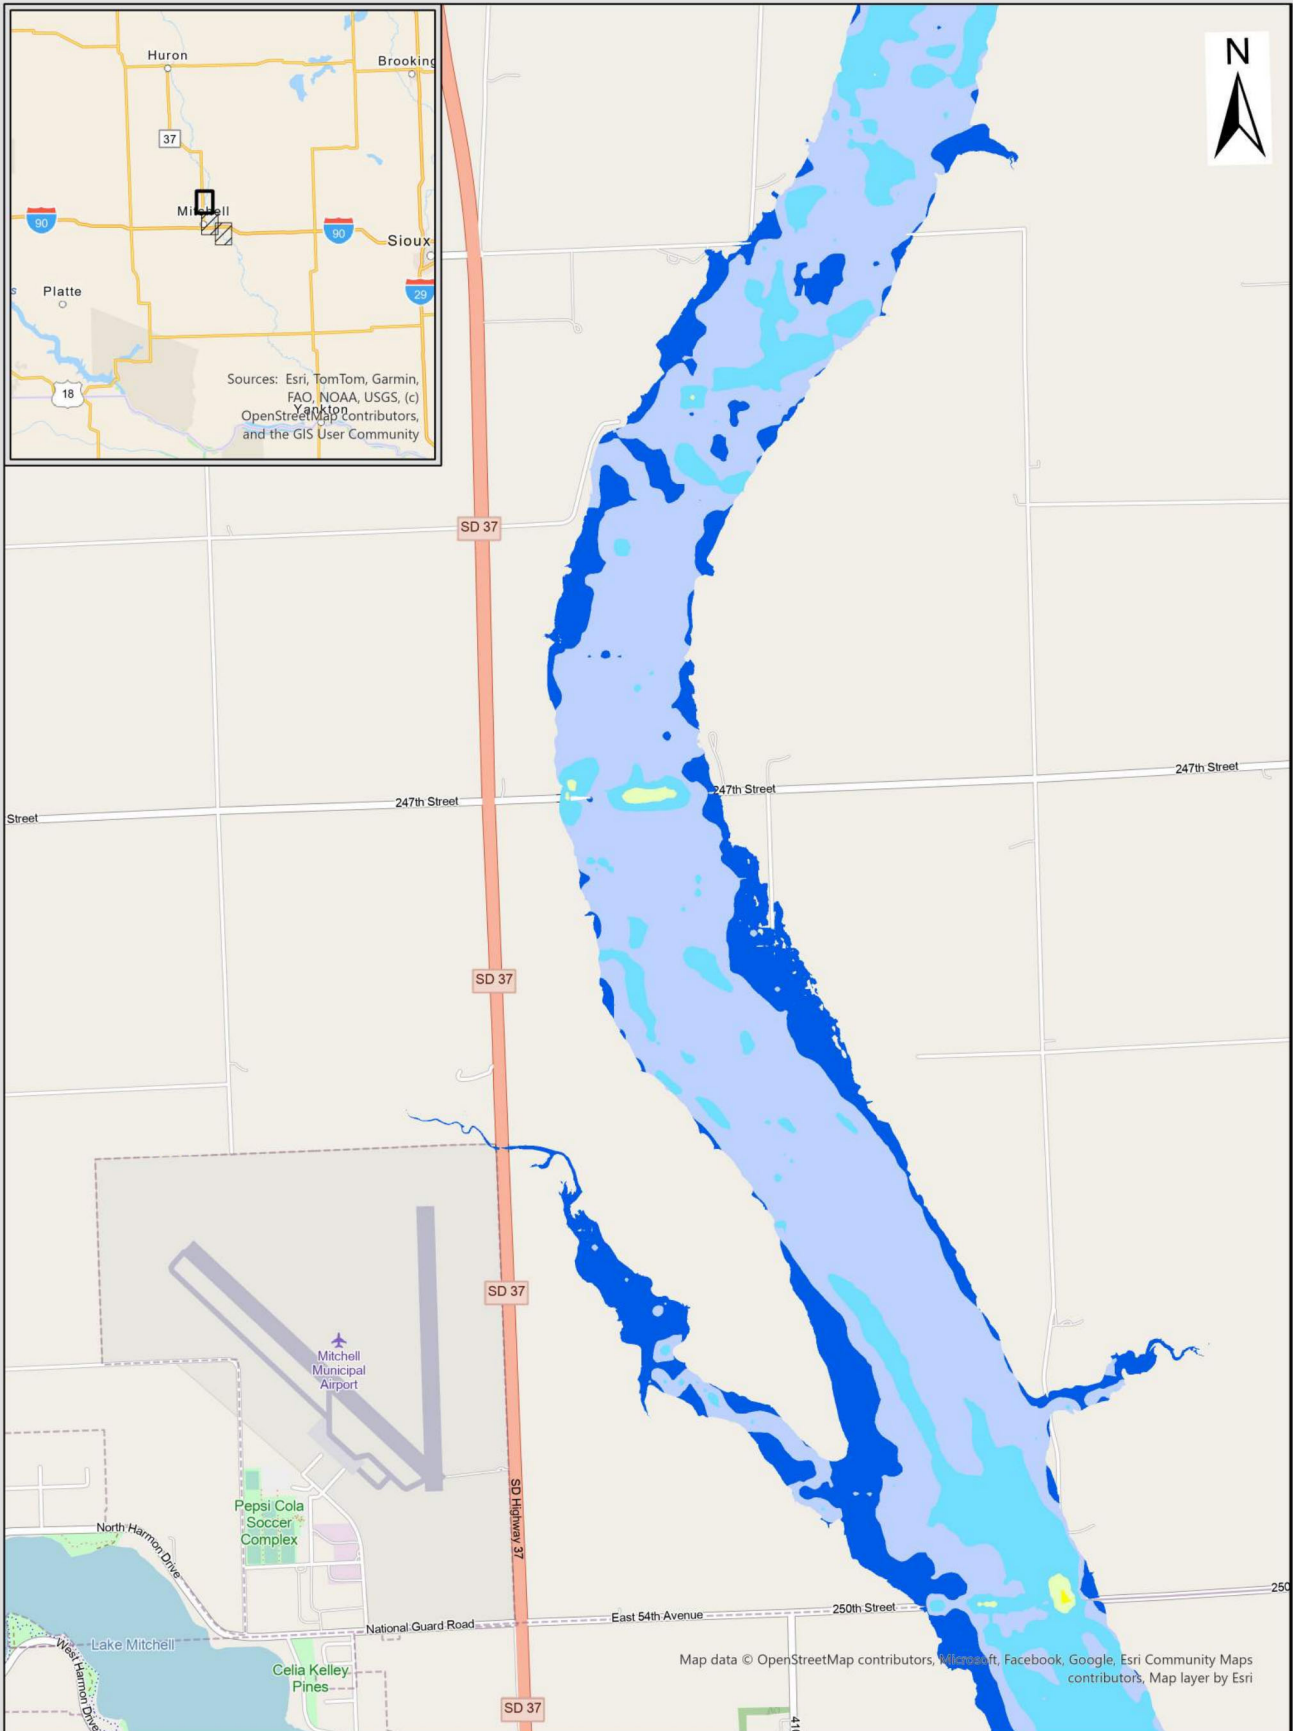 Huron
Brooking
37
Mitchell
90
90
Sioux
29
Platte
s
18
Yankton
Sources: Esri, TomTom, Garmin,
FAO, NOAA, USGS, (c)
OpenStreetMap contributors,
and the GIS User Community
N
SD 37
247th Street
247th Street
247th Street
Street
SD 37
SD 37
Mitchell
Municipal
Airport
SD Highway 37
Pepsi Cola
Soccer
Complex
North Harmon Drive
250
250th Street
East 54th Avenue
National Guard Road
Lake Mitchell
West Harmon Drive
Celia Kelley
Pines
Map data © OpenStreetMap contributors, Microsoft, Facebook, Google, Esri Community Maps
contributors, Map layer by Esri
SD 37